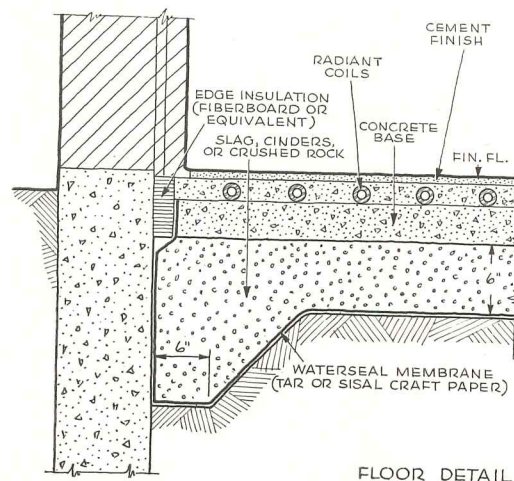 CEMENT
FINISH
RADIANT
COILS
EDGE INSULATION
(FIBERBOARD OR
EQUIVALENT)
SLAG, CINDERS,
OR CRUSHED ROCK
CONCRETE
BASE
FIN. FL.
6"
6"
WATERSEAL MEMBRANE
(TAR OR SISAL CRAFT PAPER)
FLOOR DETAIL